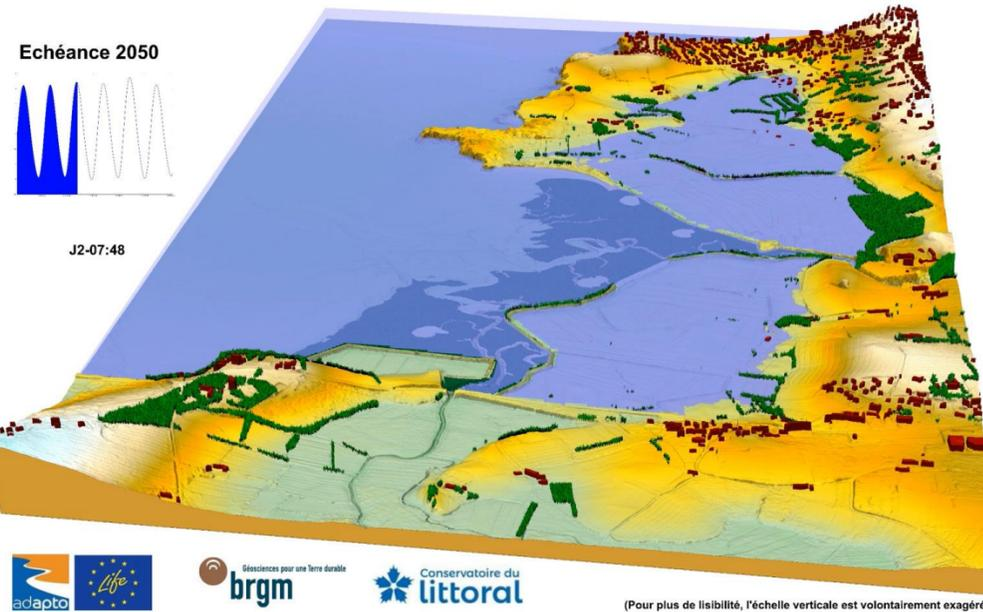 Echéance 2050
J2-07:48
adapto
Life
Géosciences pour une Terre durable
brgm
Conservatoire du
littoral
(Pour plus de lisibilité, l'échelle verticale est volontairement exagéré